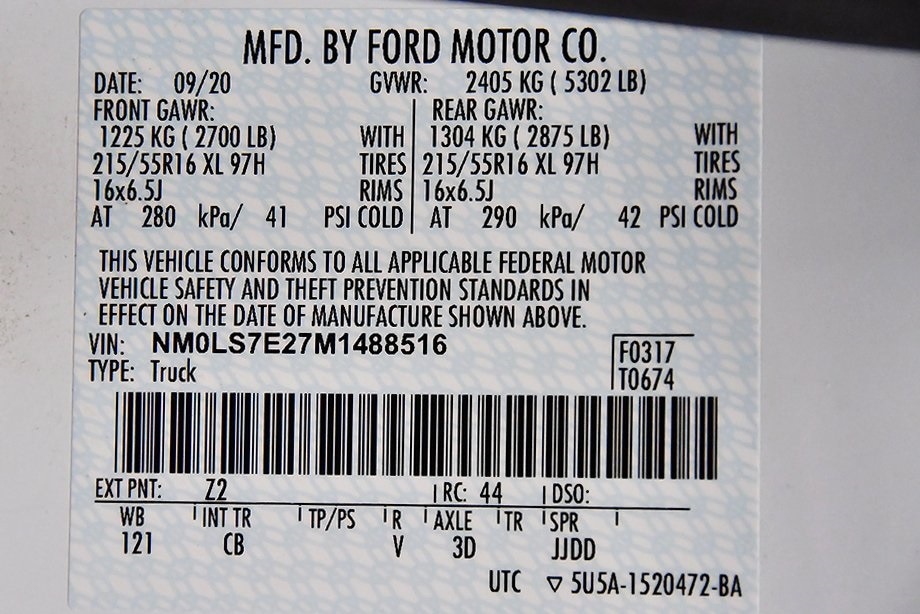 MFD. BY FORD MOTOR CO.
DATE: 09/20 GVWR: 2405 KG ( 5302 LB)
FRONT GAWR: REAR GAWR:
1225 KG ( 2700 LB) WITH 1304 KG ( 2875 LB) WITH
215/55R16 XL 97H TIRES 215/55R16 XL 97H TIRES
16x6.5J RIMS 16x6.5J RIMS
AT 280 kPa/ 41 PSI COLD AT 290 kPa/ 42 PSI COLD
THIS VEHICLE CONFORMS TO ALL APPLICABLE FEDERAL MOTOR
VEHICLE SAFETY AND THEFT PREVENTION STANDARDS IN
EFFECT ON THE DATE OF MANUFACTURE SHOWN ABOVE.
VIN: NM0LS7E27M1488516 F0317
TYPE: Truck T0674
EXT PNT: Z2 RC: 44 DSO:
WB INT TR TP/PS R AXLE TR SPR
121 CB V 3D JJDD
UTC ▽ 5U5A-1520472-BA